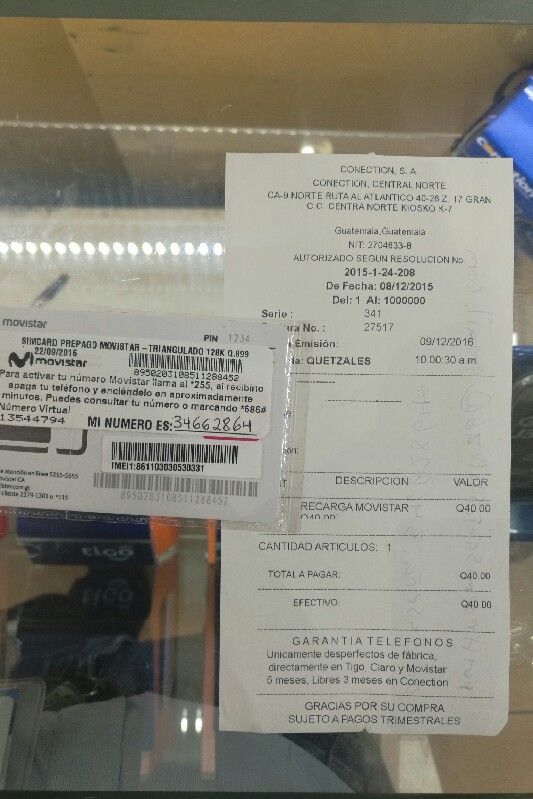 CONECTION, S. A
CONECTION, CENTRAL NORTE
CA-9 NORTE RUTA AL ATLANTICO 40-26 Z. 17 GRAN
C.C. CENTRA NORTE KIOSKO K-7
Guatemala,Guatemala
NIT: 2704633-8
AUTORIZADO SEGUN RESOLUCION No.
2015-1-24-208
De Fecha: 08/12/2015
Del: 1 Al: 1000000
Serie : 341
ura No. : 27517
Emisión: 09/12/2016
a: QUETZALES 10:00:30 a.m.
DESCRIPCION VALOR
RECARGA MOVISTAR Q40.00
Q40.00
CANTIDAD ARTICULOS: 1
TOTAL A PAGAR: Q40.00
EFECTIVO: Q40.00
GARANTIA TELEFONOS
Unicamente desperfectos de fábrica,
directamente en Tigo, Claro y Movistar
6 meses, Libres 3 meses en Conection
GRACIAS POR SU COMPRA
SUJETO A PAGOS TRIMESTRALES
movistar
PIN 1234
SIMCARD PREPAGO MOVISTAR - TRIANGULADO 128K Q.899
22/09/2016
movistar
8950203108511288452
Para activar tu número Movistar llama al *255, al recibirlo
apaga tu teléfono y enciéndelo en aproximadamente
minutos. Puedes consultar tu número o marcando *686#
Número Virtual
13544794
MI NUMERO ES: 34662864
IMEI1:861103030530331
8950203108511288452
tigo
tigo